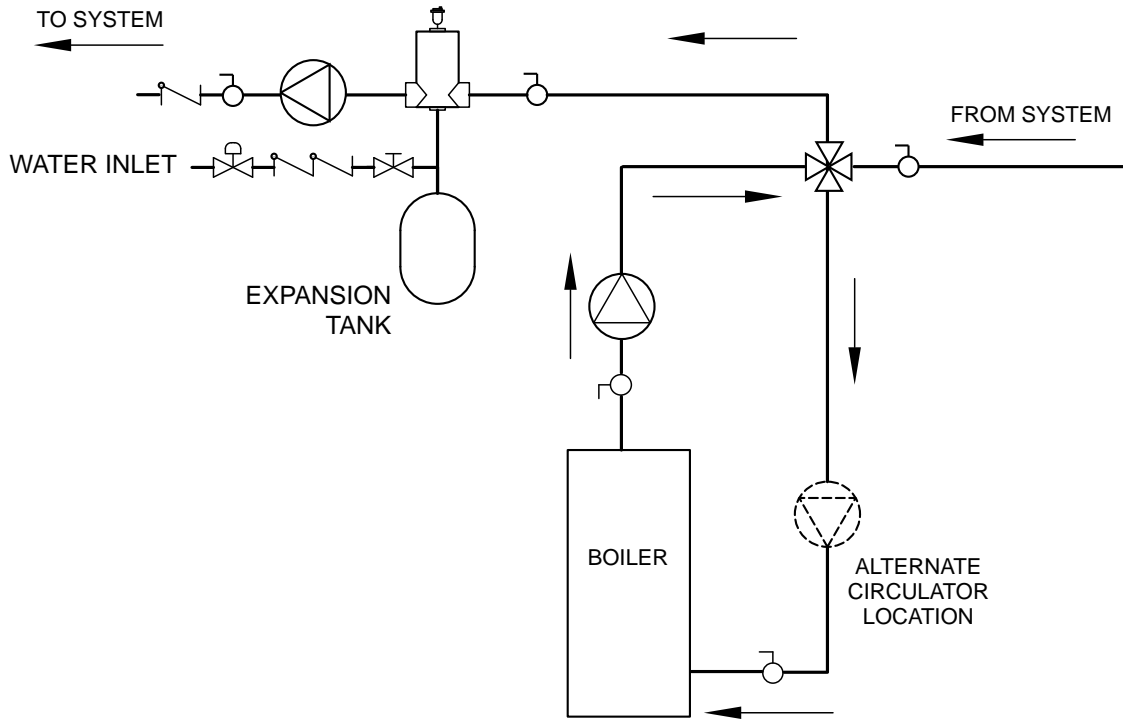 TO SYSTEM
FROM SYSTEM
WATER INLET
EXPANSION
TANK
BOILER
ALTERNATE
CIRCULATOR
LOCATION